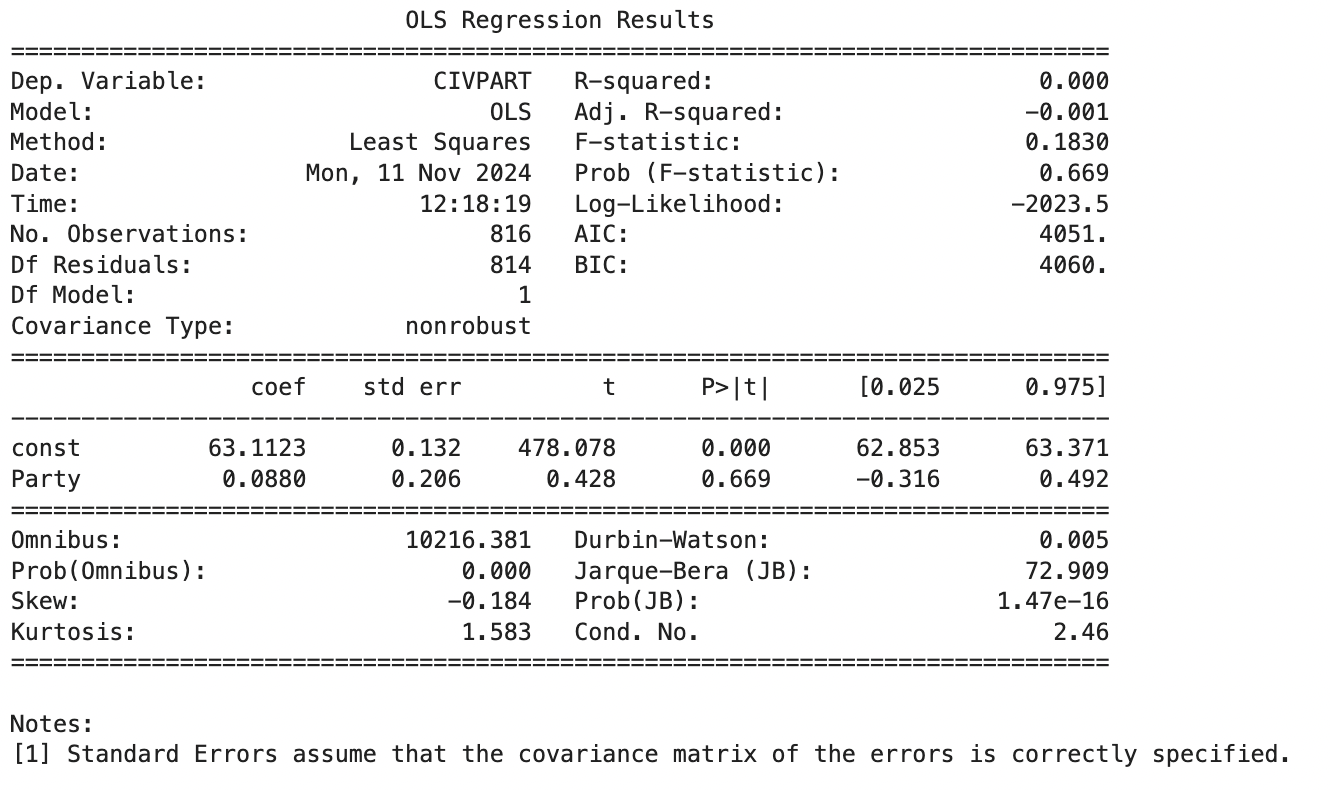 OLS Regression Results
==============================================================================
Dep. Variable: CIVPART R-squared: 0.000
Model: OLS Adj. R-squared: -0.001
Method: Least Squares F-statistic: 0.1830
Date: Mon, 11 Nov 2024 Prob (F-statistic): 0.669
Time: 12:18:19 Log-Likelihood: -2023.5
No. Observations: 816 AIC: 4051.
Df Residuals: 814 BIC: 4060.
Df Model: 1
Covariance Type: nonrobust
==============================================================================
coef std err t P>|t| [0.025 0.975]
------------------------------------------------------------------------------
const 63.1123 0.132 478.078 0.000 62.853 63.371
Party 0.0880 0.206 0.428 0.669 -0.316 0.492
==============================================================================
Omnibus: 10216.381 Durbin-Watson: 0.005
Prob(Omnibus): 0.000 Jarque-Bera (JB): 72.909
Skew: -0.184 Prob(JB): 1.47e-16
Kurtosis: 1.583 Cond. No. 2.46
==============================================================================
Notes:
[1] Standard Errors assume that the covariance matrix of the errors is correctly specified.